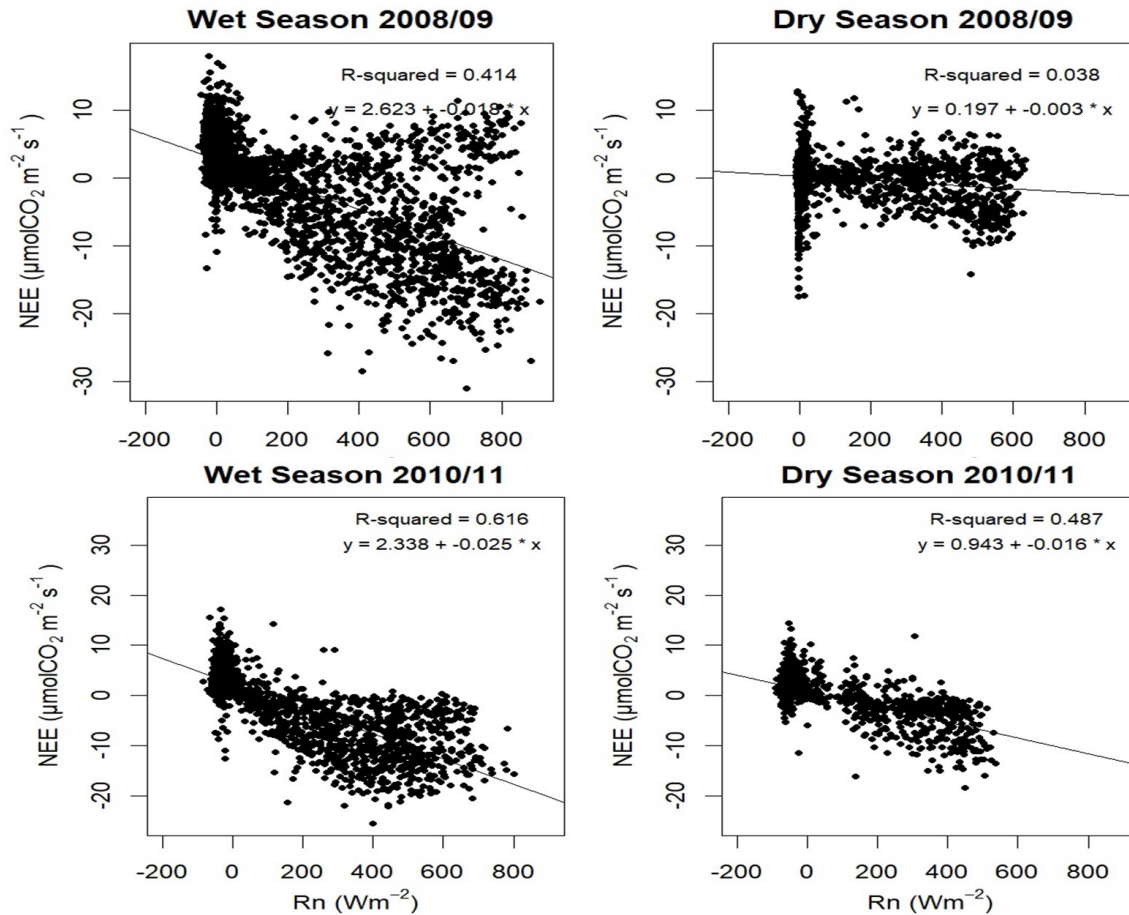 Wet Season 2008/09
R-squared = 0.414
y = 2.623 + -0.018 * x
NEE (µmolCO₂ m⁻² s⁻¹)
10
0
-10
-20
-30
-200 0 200 400 600 800
Dry Season 2008/09
R-squared = 0.038
y = 0.197 + -0.003 * x
NEE (µmolCO₂ m⁻² s⁻¹)
10
0
-10
-20
-30
-200 0 200 400 600 800
Wet Season 2010/11
R-squared = 0.616
y = 2.338 + -0.025 * x
NEE (µmolCO₂ m⁻² s⁻¹)
30
20
10
0
-10
-20
-200 0 200 400 600 800
Rn (Wm⁻²)
Dry Season 2010/11
R-squared = 0.487
y = 0.943 + -0.016 * x
NEE (µmolCO₂ m⁻² s⁻¹)
30
20
10
0
-10
-20
-200 0 200 400 600 800
Rn (Wm⁻²)